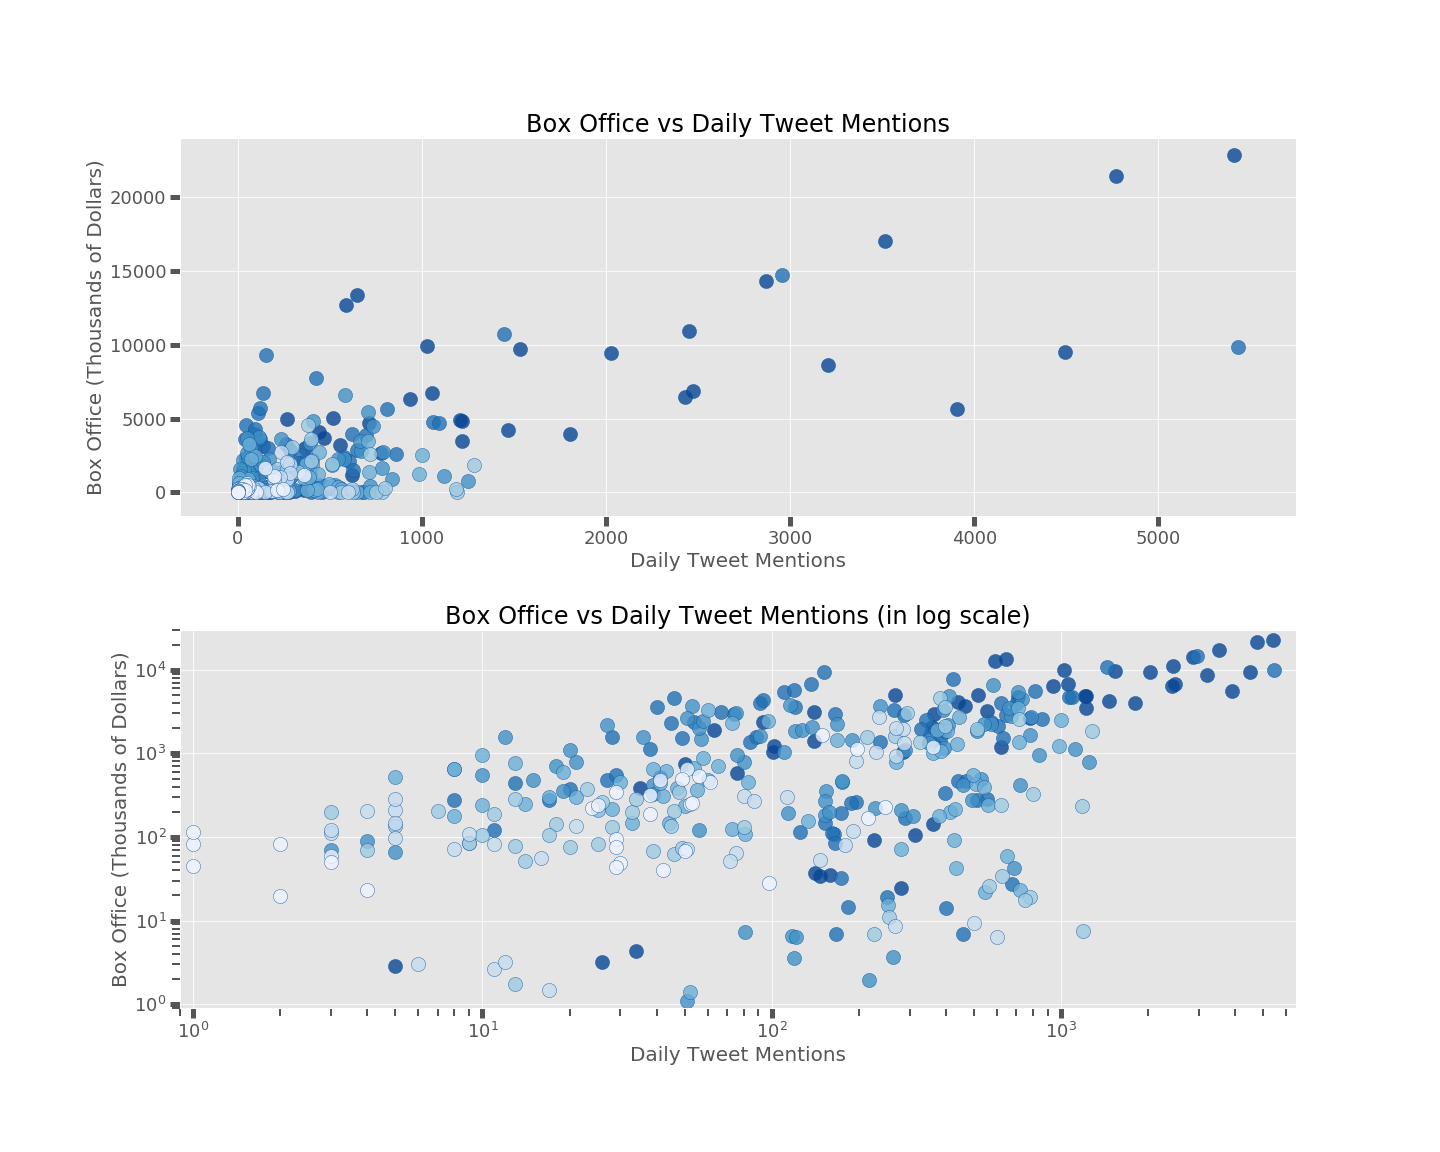 Box Office vs Daily Tweet Mentions
Box Office (Thousands of Dollars)
20000
15000
10000
5000
0
0 1000 2000 3000 4000 5000
Daily Tweet Mentions
Box Office vs Daily Tweet Mentions (in log scale)
Box Office (Thousands of Dollars)
10⁴
10³
10²
10¹
10⁰
10⁰ 10¹ 10² 10³
Daily Tweet Mentions